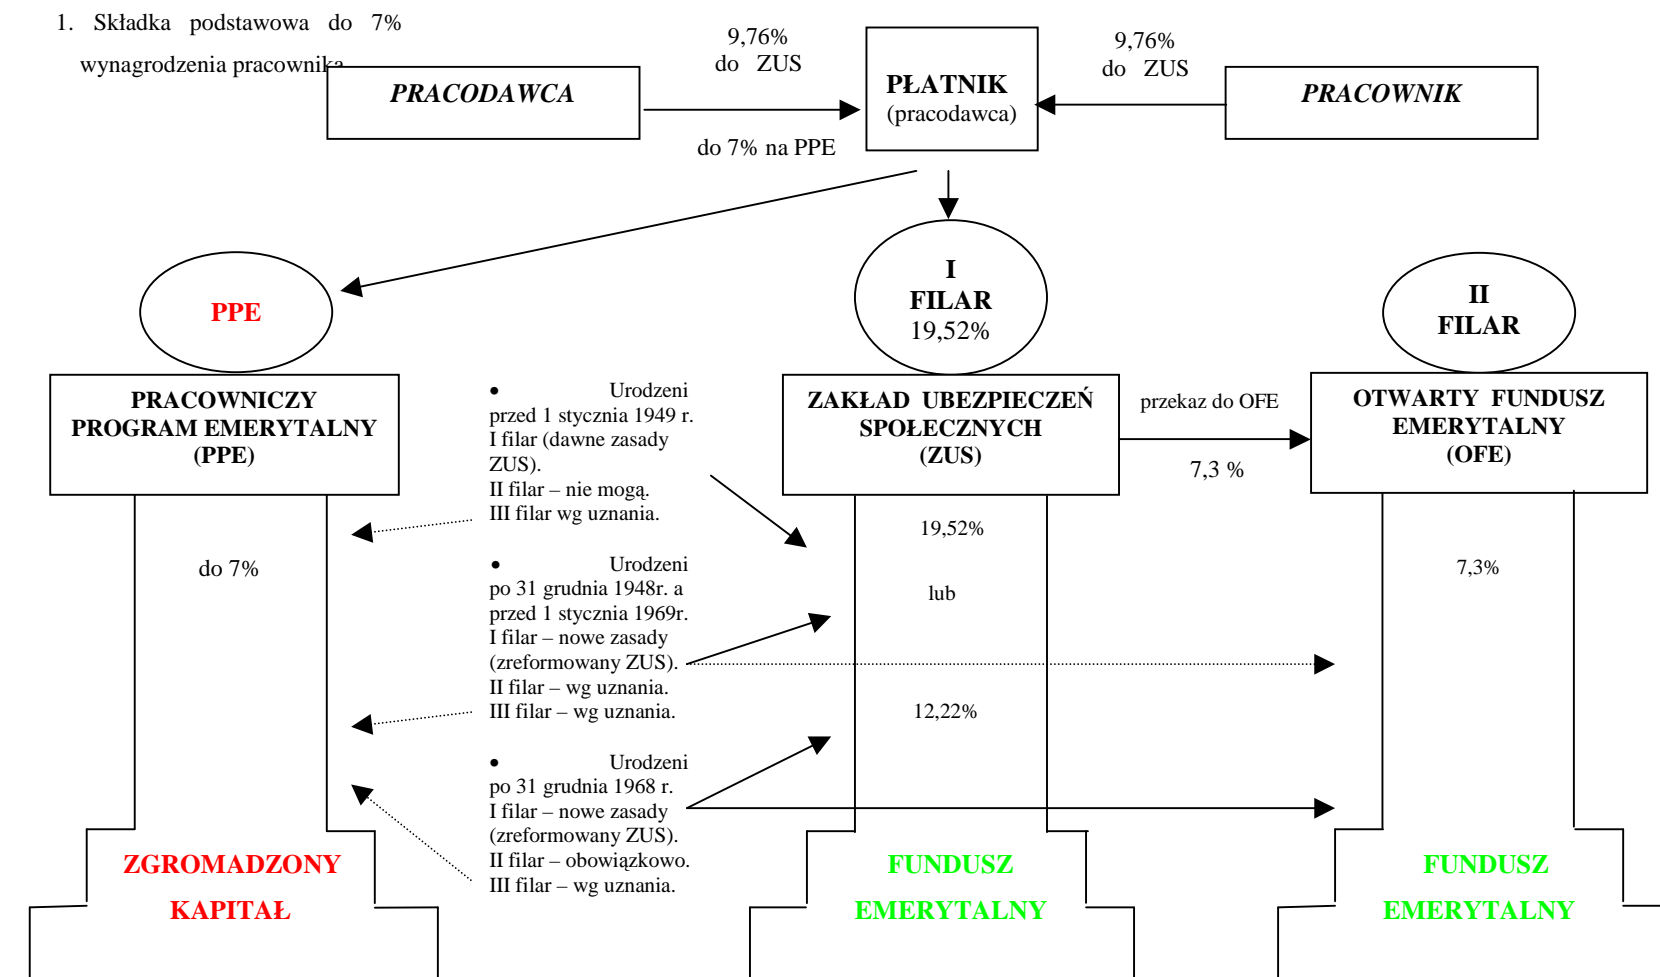 1. Składka podstawowa do 7%
wynagrodzenia pracownika
9,76%
do ZUS
9,76%
do ZUS
PRACODAWCA
PŁATNIK
(pracodawca)
PRACOWNIK
do 7% na PPE
PPE
I
FILAR
19,52%
II
FILAR
PRACOWNICZY
PROGRAM EMERYTALNY
(PPE)
• Urodzeni
przed 1 stycznia 1949 r.
I filar (dawne zasady
ZUS).
II filar – nie mogą.
III filar wg uznania.
ZAKŁAD UBEZPIECZEŃ
SPOŁECZNYCH
(ZUS)
przekaz do OFE
7,3 %
OTWARTY FUNDUSZ
EMERYTALNY
(OFE)
do 7%
19,52%
lub
12,22%
7,3%
• Urodzeni
po 31 grudnia 1948r. a
przed 1 stycznia 1969r.
I filar – nowe zasady
(zreformowany ZUS).
II filar – wg uznania.
III filar – wg uznania.
• Urodzeni
po 31 grudnia 1968 r.
I filar – nowe zasady
(zreformowany ZUS).
II filar – obowiązkowo.
III filar – wg uznania.
ZGROMADZONY
KAPITAŁ
FUNDUSZ
EMERYTALNY
FUNDUSZ
EMERYTALNY